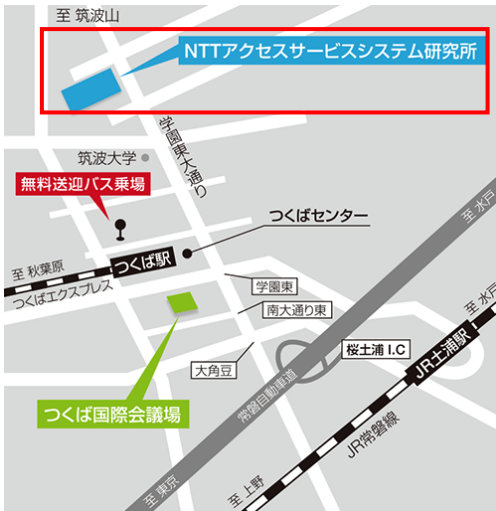 至 筑波山
NTTアクセスサービスシステム研究所
学園東大通り
筑波大学
無料送迎バス乗場
つくばセンター
至 水戸
至 秋葉原
つくば駅
つくばエクスプレス
学園東
南大通り東
至 水戸
桜土浦 I.C
JR土浦駅
大角豆
常磐自動車道
つくば国際会議場
JR常磐線
至 東京
至 上野